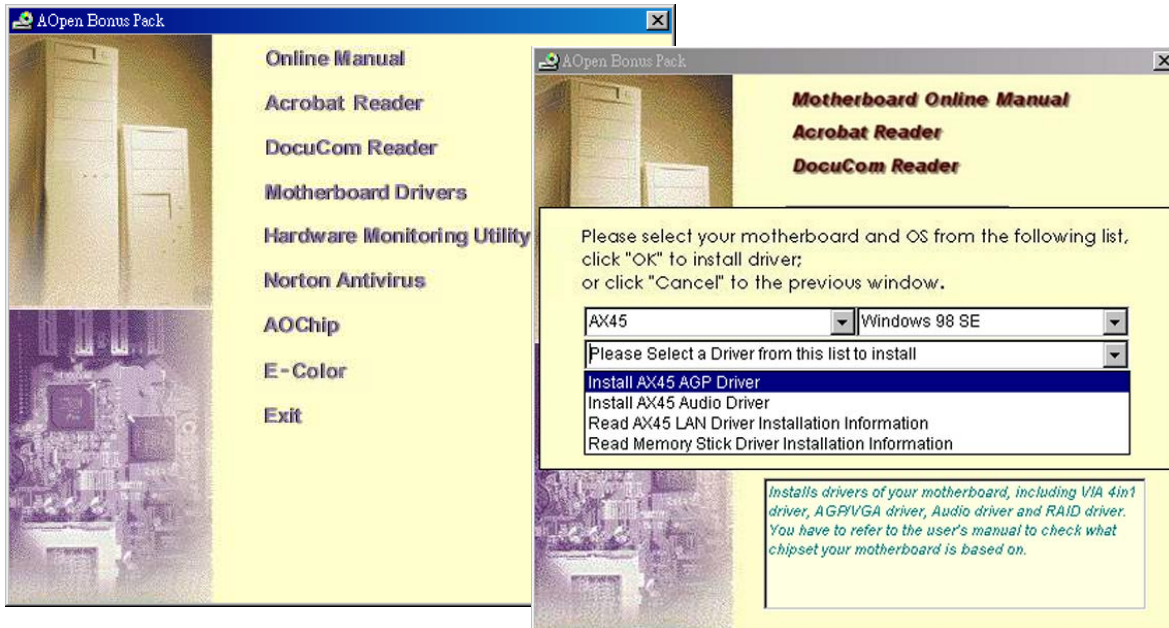 AOpen Bonus Pack
Online Manual
Acrobat Reader
DocuCom Reader
Motherboard Drivers
Hardware Monitoring Utility
Norton Antivirus
AOChip
E-Color
Exit
AOpen Bonus Pack
Motherboard Online Manual
Acrobat Reader
DocuCom Reader
Please select your motherboard and OS from the following list,
click "OK" to install driver;
or click "Cancel" to the previous window.
AX45
Windows 98 SE
Please Select a Driver from this list to install
Install AX45 AGP Driver
Install AX45 Audio Driver
Read AX45 LAN Driver Installation Information
Read Memory Stick Driver Installation Information
Installs drivers of your motherboard, including VIA 4in1
driver, AGP/VGA driver, Audio driver and RAID driver.
You have to refer to the user's manual to check what
chipset your motherboard is based on.